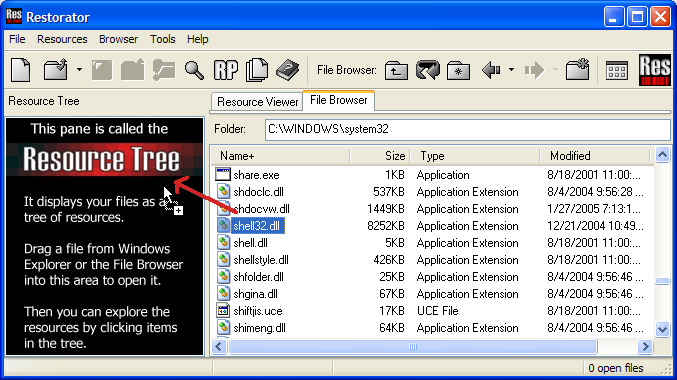 Res
Restorator
File Resources Browser Tools Help
RP File Browser: Res
Resource Tree
Resource Viewer File Browser
This pane is called the
Resource Tree
It displays your files as a
tree of resources.
Drag a file from Windows
Explorer or the File Browser
into this area to open it.
Then you can explore the
resources by clicking items
in the tree.
Folder: C:\WINDOWS\system32
Name+ Size Type Modified
share.exe 1KB Application 8/18/2001 11:00:...
shdoclc.dll 537KB Application Extension 8/4/2004 9:56:28 ...
shdocvw.dll 1449KB Application Extension 1/27/2005 7:13:1...
shell32.dll 8252KB Application Extension 12/21/2004 10:49...
shell.dll 5KB Application Extension 8/18/2001 11:00:...
shellstyle.dll 426KB Application Extension 8/18/2001 11:00:...
shfolder.dll 25KB Application Extension 8/4/2004 9:56:46 ...
shgina.dll 67KB Application Extension 8/4/2004 9:56:46 ...
shiftjis.uce 17KB UCE File 8/18/2001 11:00:...
shimeng.dll 64KB Application Extension 8/4/2004 9:56:46 ...
0 open files